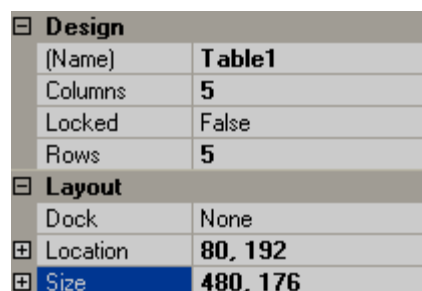 Design
(Name) Table1
Columns 5
Locked False
Rows 5
Layout
Dock None
Location 80, 192
Size 480, 176